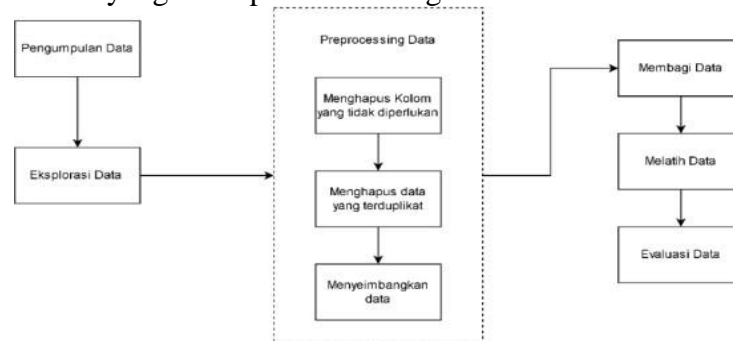 yang
Pengumpulan Data
Eksplorasi Data
Preprocessing Data
Menghapus Kolom
yang tidak diperlukan
Menghapus data
yang terduplikat
Menyeimbangkan
data
Membagi Data
Melatih Data
Evaluasi Data